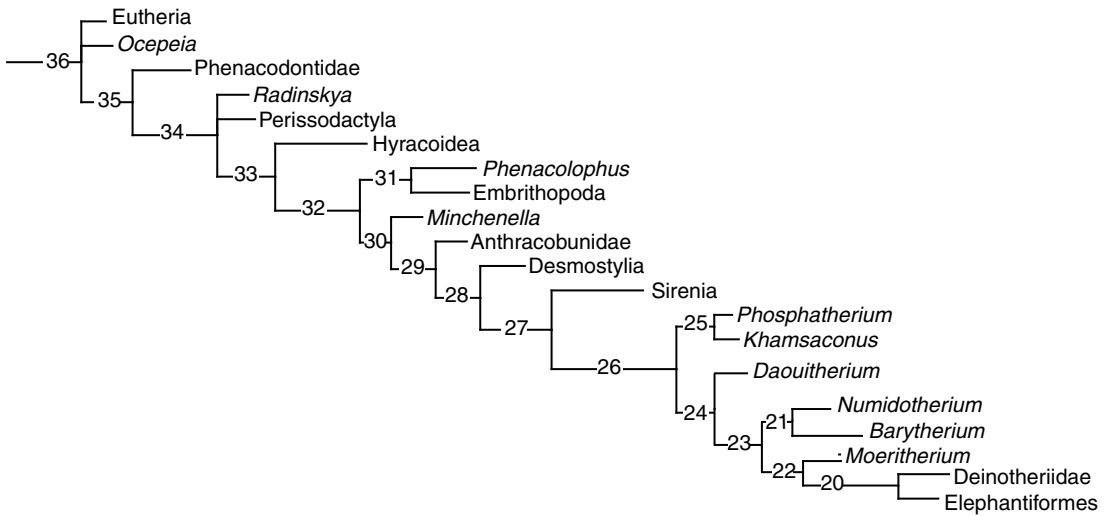 Eutheria
36
Ocepeia
Phenacodontidae
35
Radinskya
Perissodactyla
34
Hyracoidea
33
Phenacolophus
31
Embrithopoda
32
Minchenella
30
Anthracobunidae
29
Desmostylia
28
Sirenia
27
Phosphatherium
25
Khamsaconus
26
Daouitherium
24
Numidotherium
21
Barytherium
23
Moeritherium
22
Deinotheriidae
20
Elephantiformes